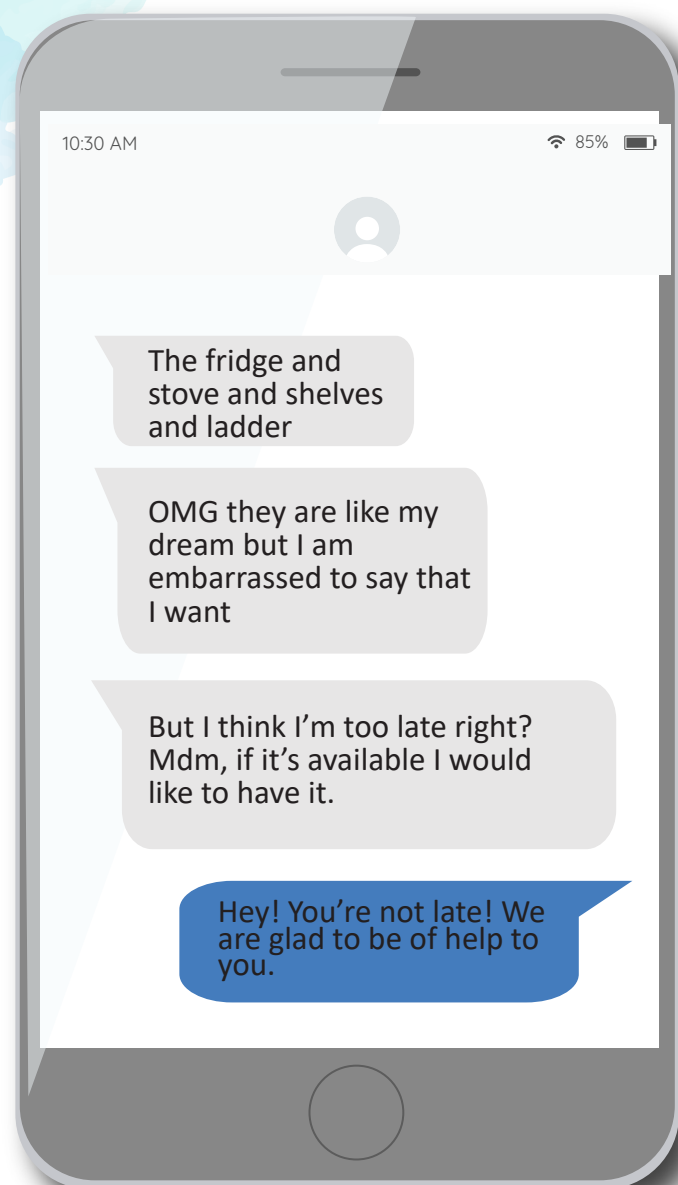 10:30 AM 85%
The fridge and
stove and shelves
and ladder
OMG they are like my
dream but I am
embarrassed to say that
I want
But I think I’m too late right?
Mdm, if it’s available I would
like to have it.
Hey! You’re not late! We
are glad to be of help to
you.